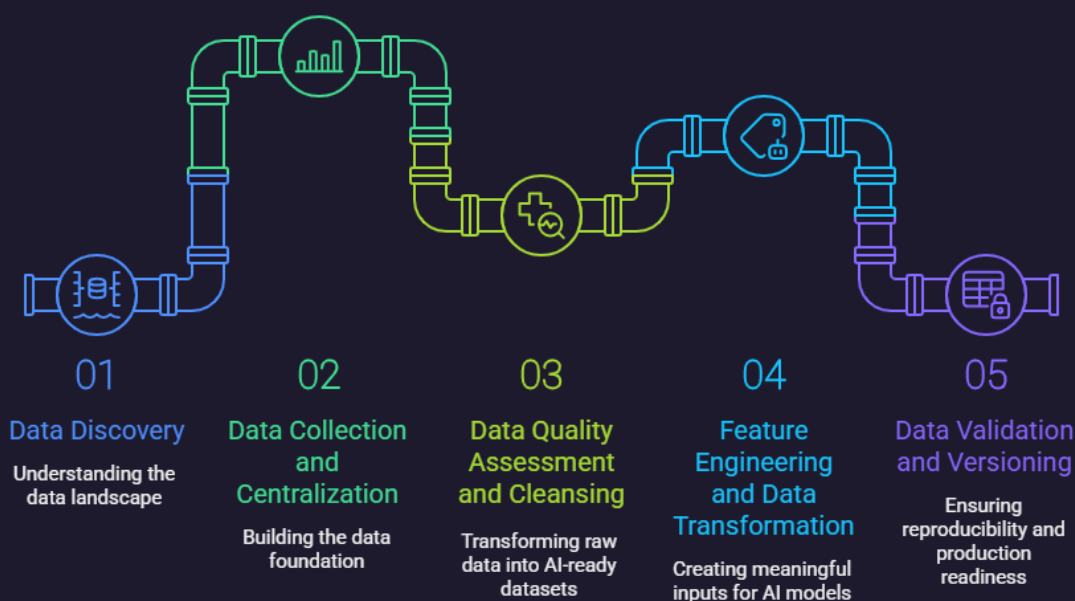 01
Data Discovery
Understanding the
data landscape
02
Data Collection
and
Centralization
Building the data
foundation
03
Data Quality
Assessment
and Cleansing
Transforming raw
data into AI-ready
datasets
04
Feature
Engineering
and Data
Transformation
Creating meaningful
inputs for AI models
05
Data Validation
and Versioning
Ensuring
reproducibility and
production
readiness